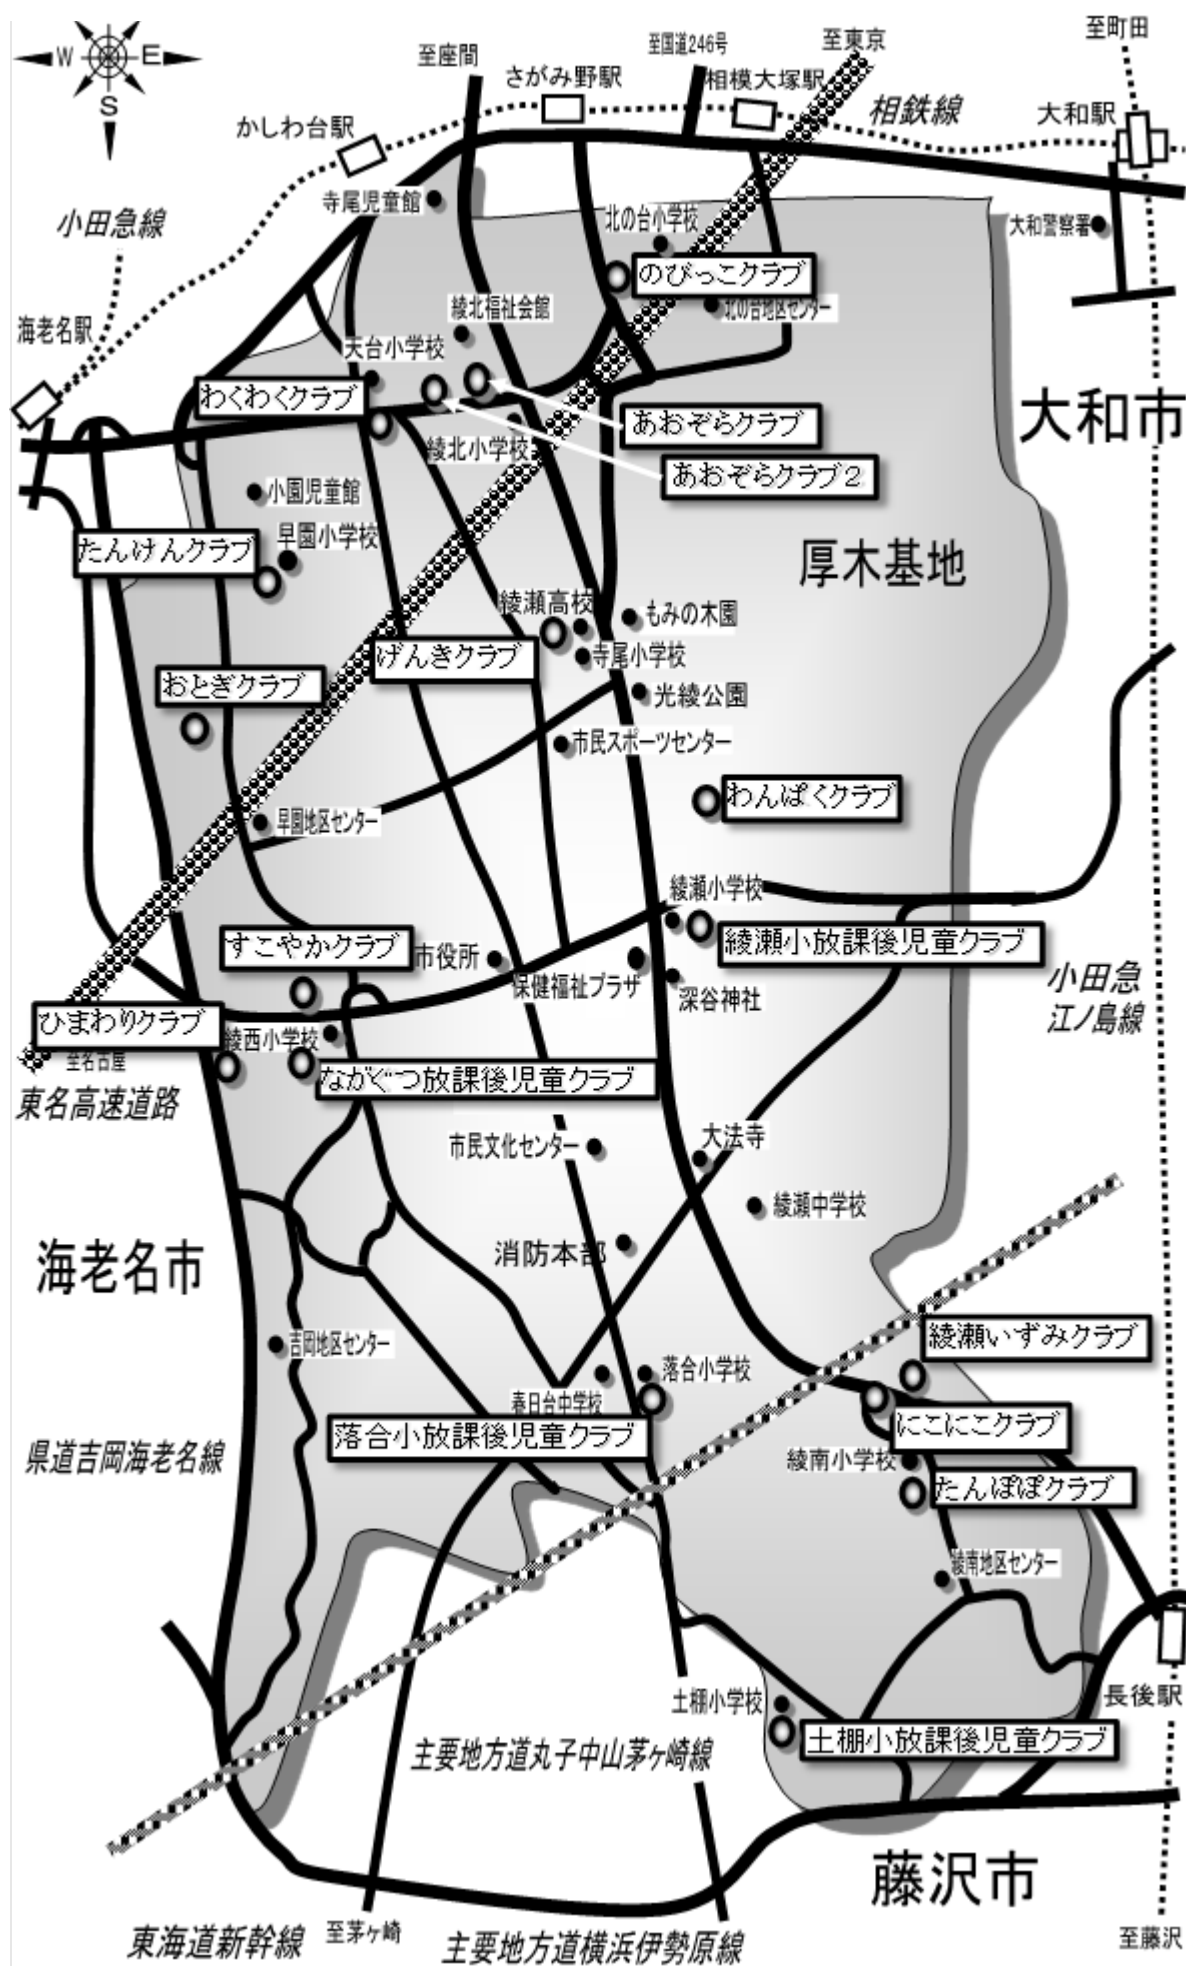 至町田
至東京
至国道246号
至座間
W
E
S
さがみ野駅
相模大塚駅
相鉄線
大和駅
かしわ台駅
寺尾児童館
小田急線
北の台小学校
大和警察署
のびっこクラブ
北の台地区センター
綾北福祉会館
海老名駅
天台小学校
わくわくクラブ
大和市
あおぞらクラブ
綾北小学校
あおぞらクラブ2
小園児童館
たんけんクラブ
早園小学校
厚木基地
綾瀬高校
もみの木園
げんきクラブ
寺尾小学校
おとぎクラブ
光綾公園
市民スポーツセンター
わんぱくクラブ
早園地区センター
綾瀬小学校
すこやかクラブ
市役所
綾瀬小放課後児童クラブ
保健福祉プラザ
深谷神社
小田急
江ノ島線
ひまわりクラブ
綾西小学校
至名古屋
ながぐつ放課後児童クラブ
東名高速道路
市民文化センター
大法寺
綾瀬中学校
海老名市
消防本部
綾瀬いずみクラブ
吉岡地区センター
落合小学校
春日台中学校
落合小放課後児童クラブ
にこにこクラブ
県道吉岡海老名線
綾南小学校
たんぽぽクラブ
綾南地区センター
長後駅
土棚小学校
土棚小放課後児童クラブ
主要地方道丸子中山茅ヶ崎線
藤沢市
東海道新幹線
至茅ヶ崎
主要地方道横浜伊勢原線
至藤沢